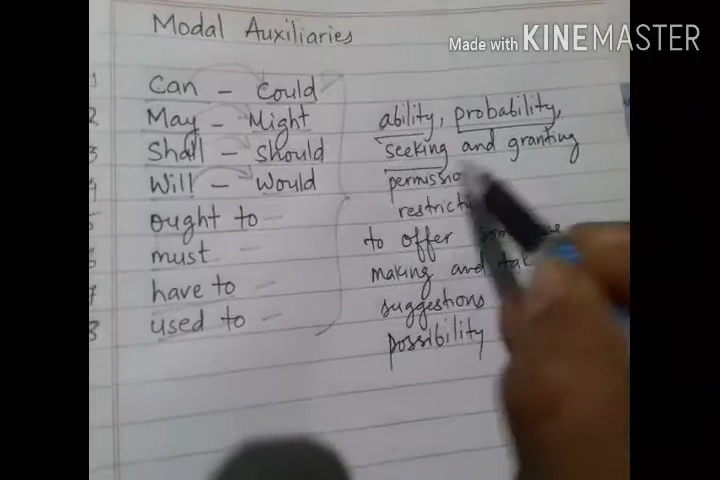 Made with KINEMASTER
Modal Auxiliaries
1 Can - Could
2 May - Might
3 Shall - Should
4 Will - Would
5 ought to -
6 must -
7 have to -
8 used to -
ability, probability,
seeking and granting
to offer
making and
suggestions
possibility